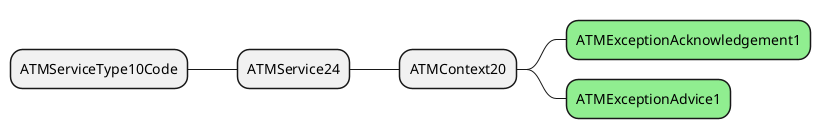 ATMExceptionAcknowledgement1
ATMServiceType10Code
ATMService24
ATMContext20
ATMExceptionAdvice1